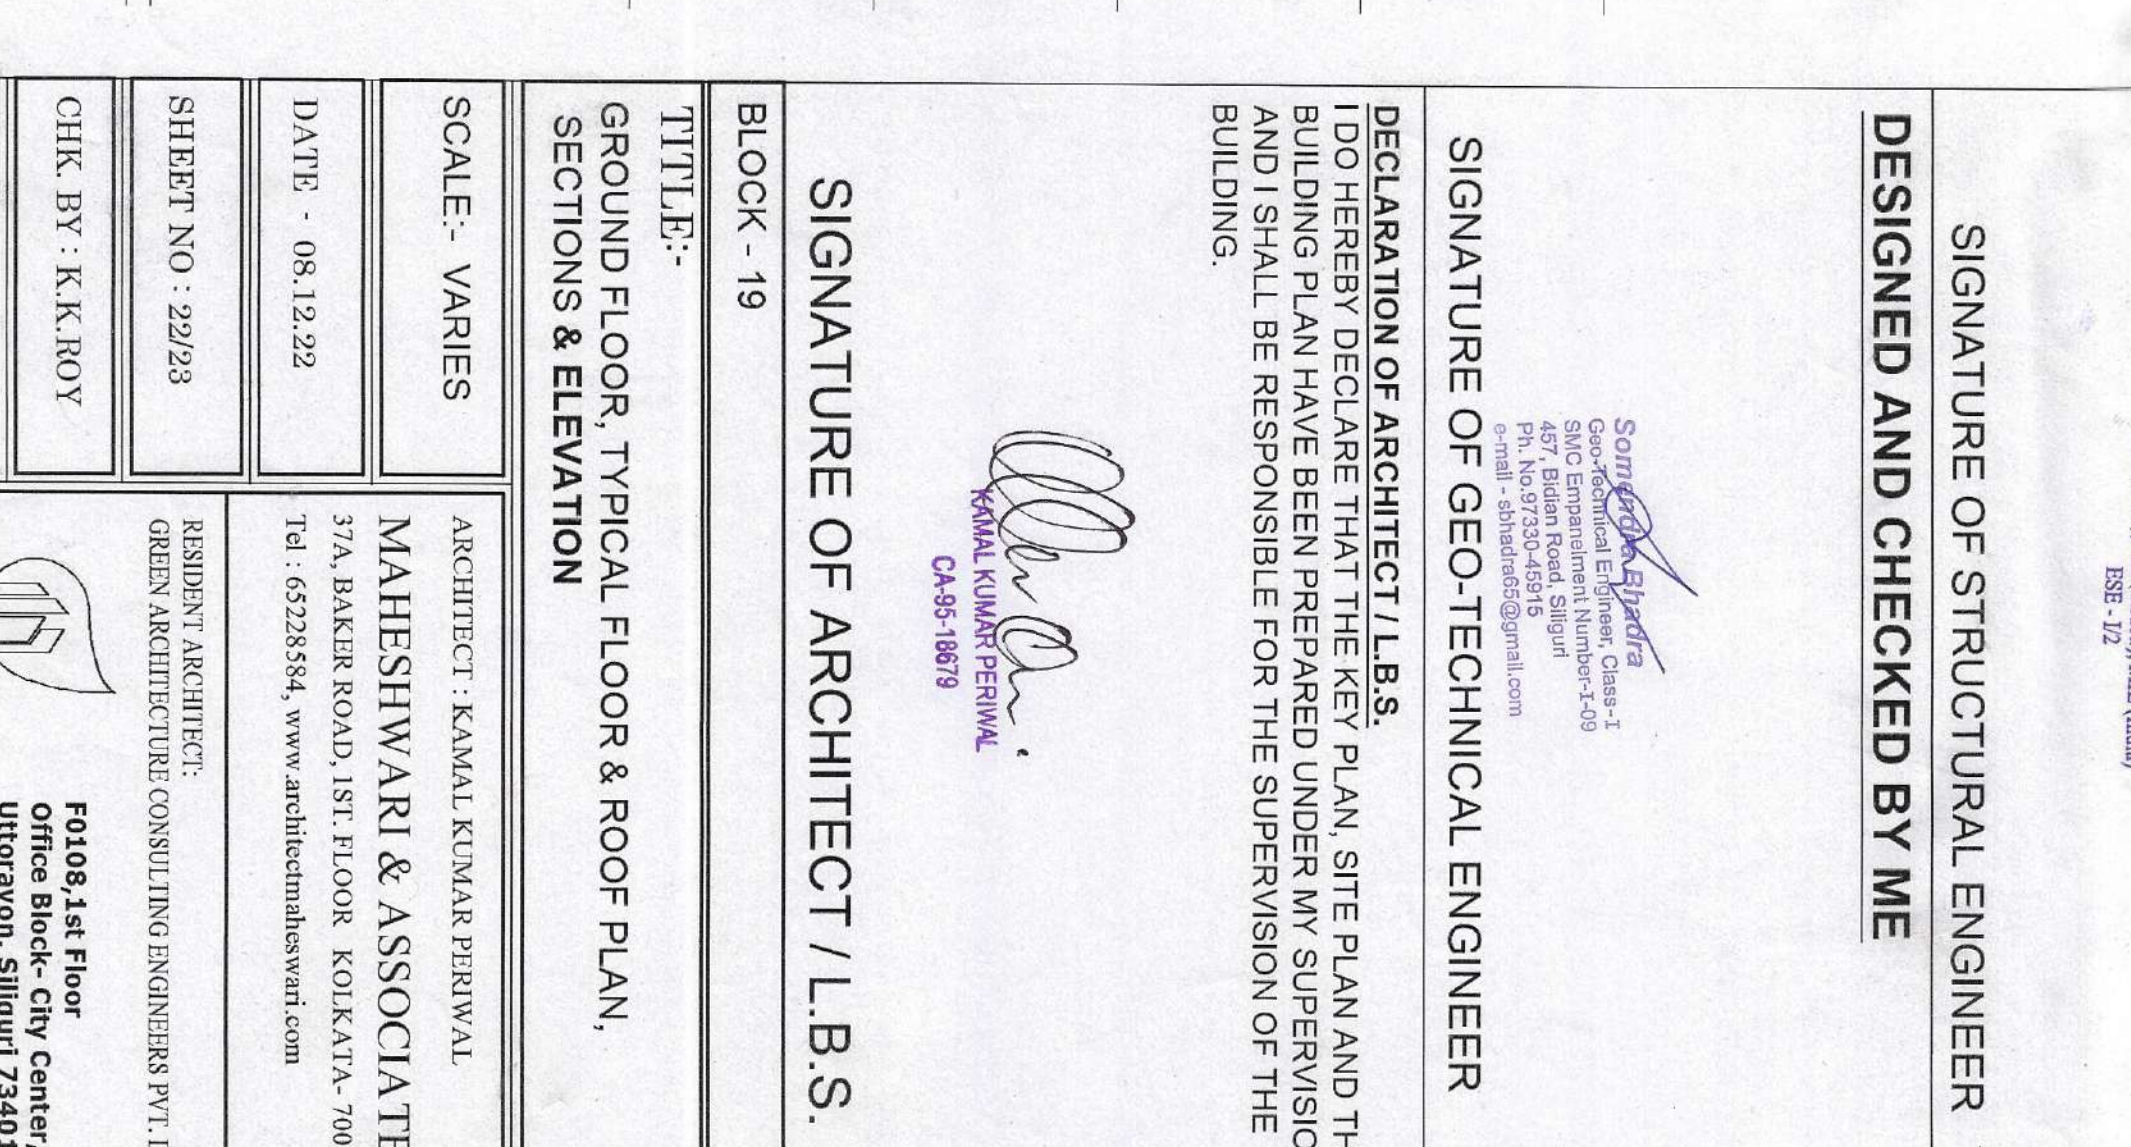 ESE - I/2
SIGNATURE OF STRUCTURAL ENGINEER
DESIGNED AND CHECKED BY ME
Somendra Bhadra
Geo-Technical Engineer, Class-I
SMC Empanelment Number-I-09
457, Bidian Road, Siliguri
Ph. No.97330-45915
e-mail - sbhadra65@gmail.com
SIGNATURE OF GEO-TECHNICAL ENGINEER
DECLARATION OF ARCHITECT / L.B.S.
I DO HEREBY DECLARE THAT THE KEY PLAN, SITE PLAN AND TH
BUILDING PLAN HAVE BEEN PREPARED UNDER MY SUPERVISIO
AND I SHALL BE RESPONSIBLE FOR THE SUPERVISION OF THE
BUILDING.
KAMAL KUMAR PERIWAL
CA-95-18679
SIGNATURE OF ARCHITECT / L.B.S.
BLOCK - 19
TITLE:-
GROUND FLOOR, TYPICAL FLOOR & ROOF PLAN,
SECTIONS & ELEVATION
SCALE:- VARIES
DATE - 08.12.22
SHEET NO : 22/23
CHK. BY : K.K.ROY
ARCHITECT : KAMAL KUMAR PERIWAL
MAHESHWARI & ASSOCIATE
37A, BAKER ROAD, 1ST. FLOOR KOLKATA- 700
Tel : 65228584, www.architectmaheswari.com
RESIDENT ARCHITECT:
GREEN ARCHITECTURE CONSULTING ENGINEERS PVT.
F0108,1st Floor
Office Block- City Center,
Uttorayon, Siliguri 73401